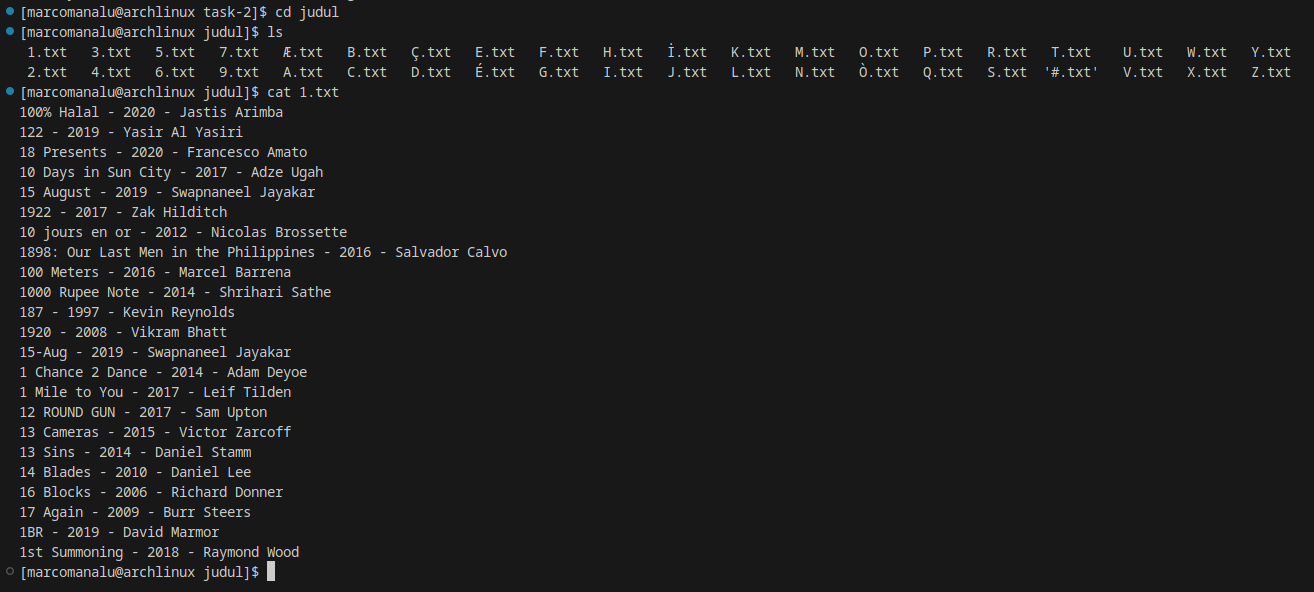 [marcomanalu@archlinux task-2]$ cd judul
[marcomanalu@archlinux judul]$ ls
1.txt 3.txt 5.txt 7.txt Æ.txt B.txt Ç.txt E.txt F.txt H.txt İ.txt K.txt M.txt O.txt P.txt R.txt T.txt U.txt W.txt Y.txt
2.txt 4.txt 6.txt 9.txt A.txt C.txt D.txt É.txt G.txt I.txt J.txt L.txt N.txt Ò.txt Q.txt S.txt '#.txt' V.txt X.txt Z.txt
[marcomanalu@archlinux judul]$ cat 1.txt
100% Halal - 2020 - Jastis Arimba
122 - 2019 - Yasir Al Yasiri
18 Presents - 2020 - Francesco Amato
10 Days in Sun City - 2017 - Adze Ugah
15 August - 2019 - Swapnaneel Jayakar
1922 - 2017 - Zak Hilditch
10 jours en or - 2012 - Nicolas Brossette
1898: Our Last Men in the Philippines - 2016 - Salvador Calvo
100 Meters - 2016 - Marcel Barrena
1000 Rupee Note - 2014 - Shrihari Sathe
187 - 1997 - Kevin Reynolds
1920 - 2008 - Vikram Bhatt
15-Aug - 2019 - Swapnaneel Jayakar
1 Chance 2 Dance - 2014 - Adam Deyoe
1 Mile to You - 2017 - Leif Tilden
12 ROUND GUN - 2017 - Sam Upton
13 Cameras - 2015 - Victor Zarcoff
13 Sins - 2014 - Daniel Stamm
14 Blades - 2010 - Daniel Lee
16 Blocks - 2006 - Richard Donner
17 Again - 2009 - Burr Steers
1BR - 2019 - David Marmor
1st Summoning - 2018 - Raymond Wood
[marcomanalu@archlinux judul]$